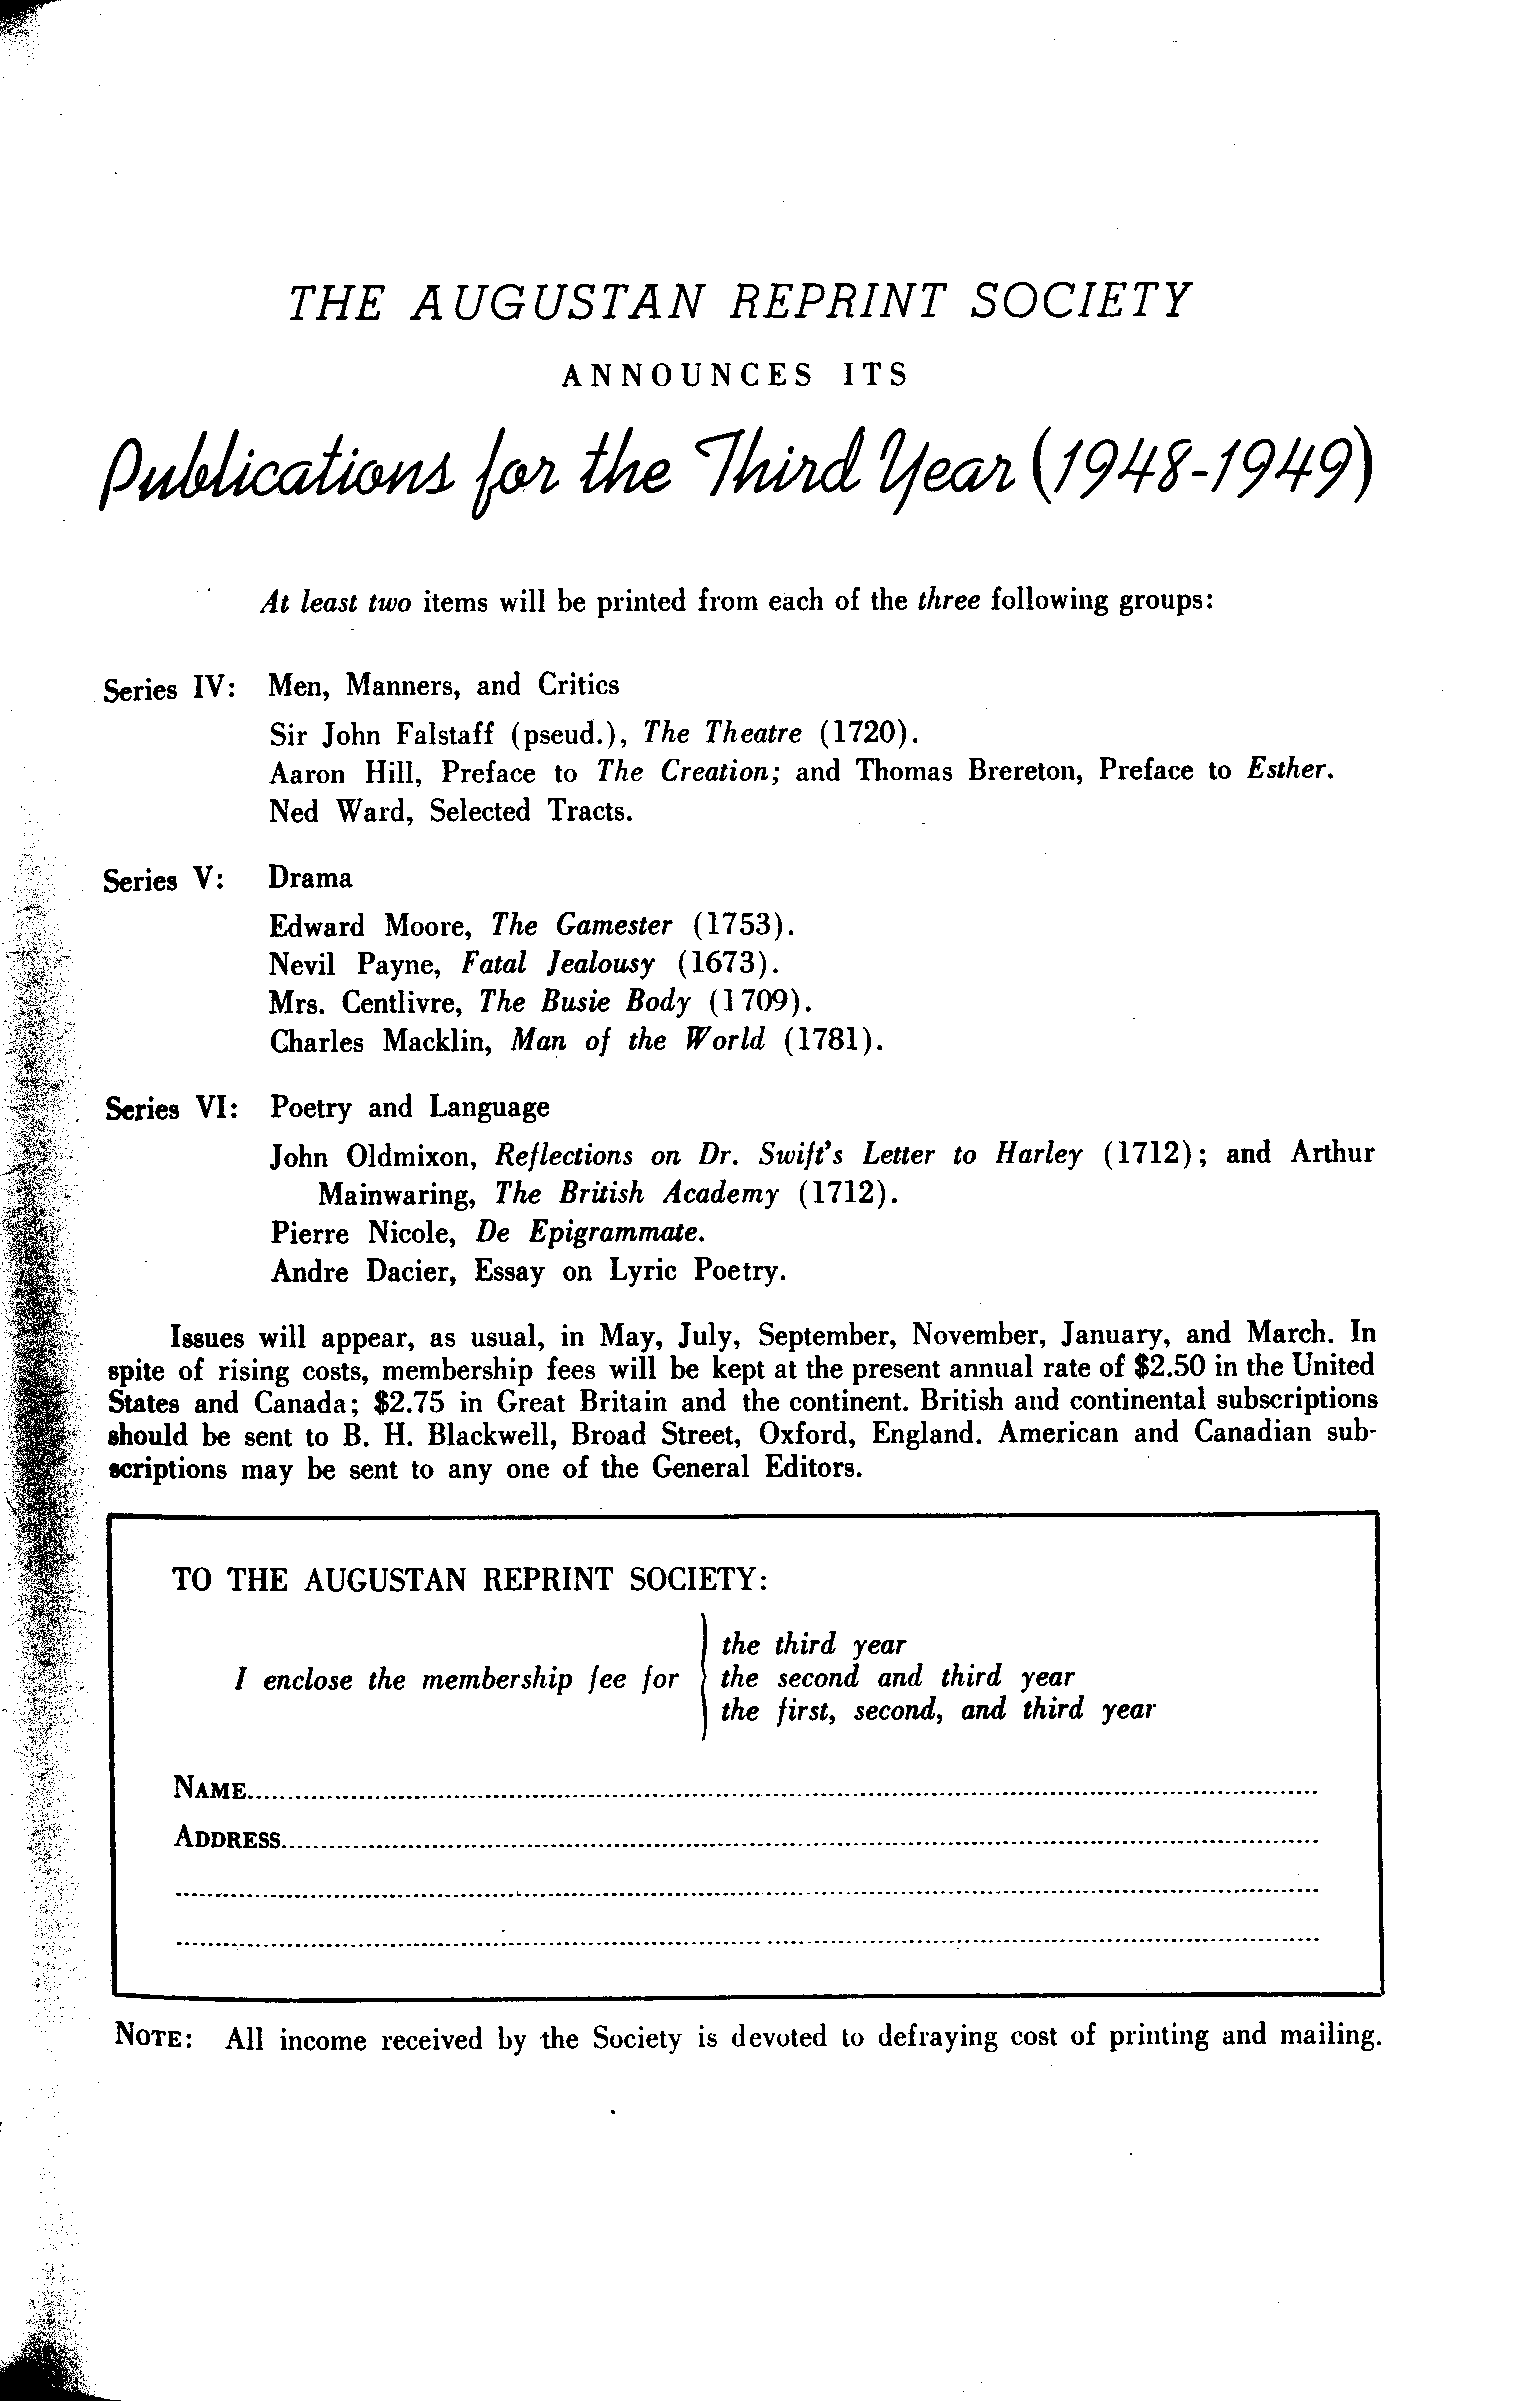 THE AUGUSTAN REPRINT SOCIETY
ANNOUNCES ITS
Publications for the Third Year (1948-1949)
At least two items will be printed from each of the three following groups:
Series IV: Men, Manners, and Critics
Sir John Falstaff (pseud.), The Theatre (1720).
Aaron Hill, Preface to The Creation; and Thomas Brereton, Preface to Esther.
Ned Ward, Selected Tracts.
Series V: Drama
Edward Moore, The Gamester (1753).
Nevil Payne, Fatal Jealousy (1673).
Mrs. Centlivre, The Busie Body (1709).
Charles Macklin, Man of the World (1781).
Series VI: Poetry and Language
John Oldmixon, Reflections on Dr. Swift's Letter to Harley (1712); and Arthur
Mainwaring, The British Academy (1712).
Pierre Nicole, De Epigrammate.
Andre Dacier, Essay on Lyric Poetry.
Issues will appear, as usual, in May, July, September, November, January, and March. In
spite of rising costs, membership fees will be kept at the present annual rate of $2.50 in the United
States and Canada; $2.75 in Great Britain and the continent. British and continental subscriptions
should be sent to B. H. Blackwell, Broad Street, Oxford, England. American and Canadian sub-
scriptions may be sent to any one of the General Editors.
TO THE AUGUSTAN REPRINT SOCIETY:
the third year
I enclose the membership fee for the second and third year
the first, second, and third year
NAME
ADDRESS
NOTE: All income received by the Society is devoted to defraying cost of printing and mailing.